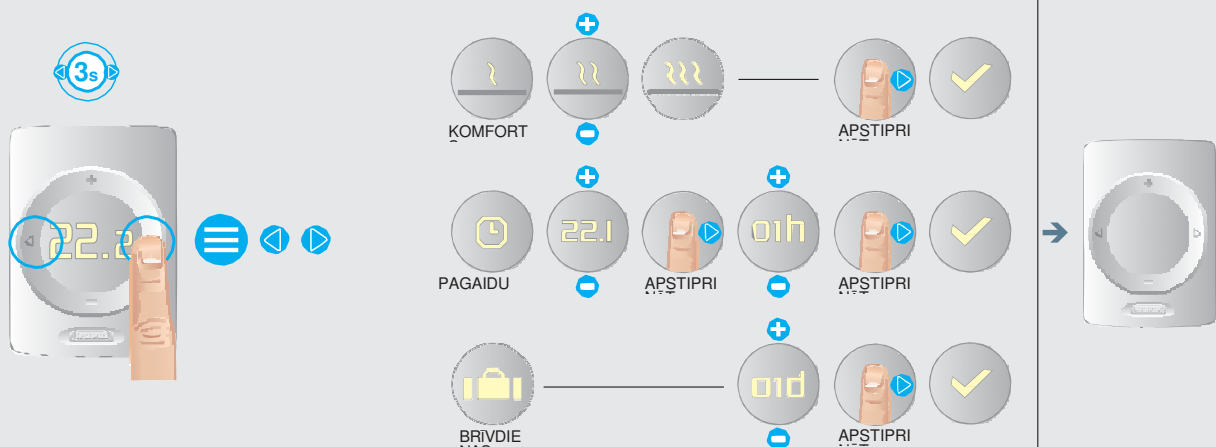 3s
KOMFORT
APSTIPRI
22.2
22.1
01h
PAGAIDU
APSTIPRI
APSTIPRI
01d
BRĪVDIE
APSTIPRI